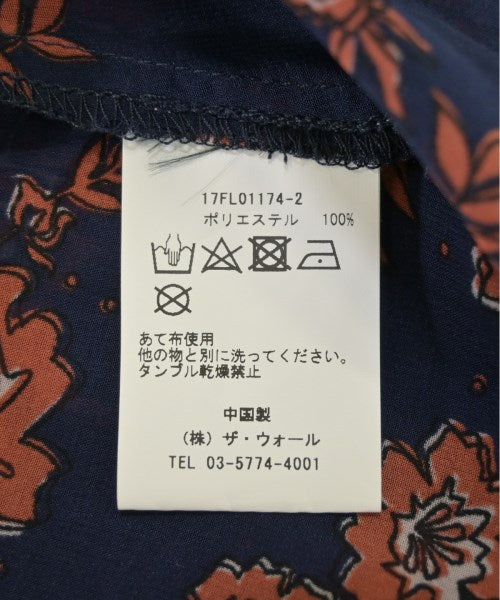 17FL01174-2
ポリエステル 100%
あて布使用
他の物と別に洗ってください。
タンブル乾燥禁止
中国製
(株) ザ・ウォール
TEL 03-5774-4001